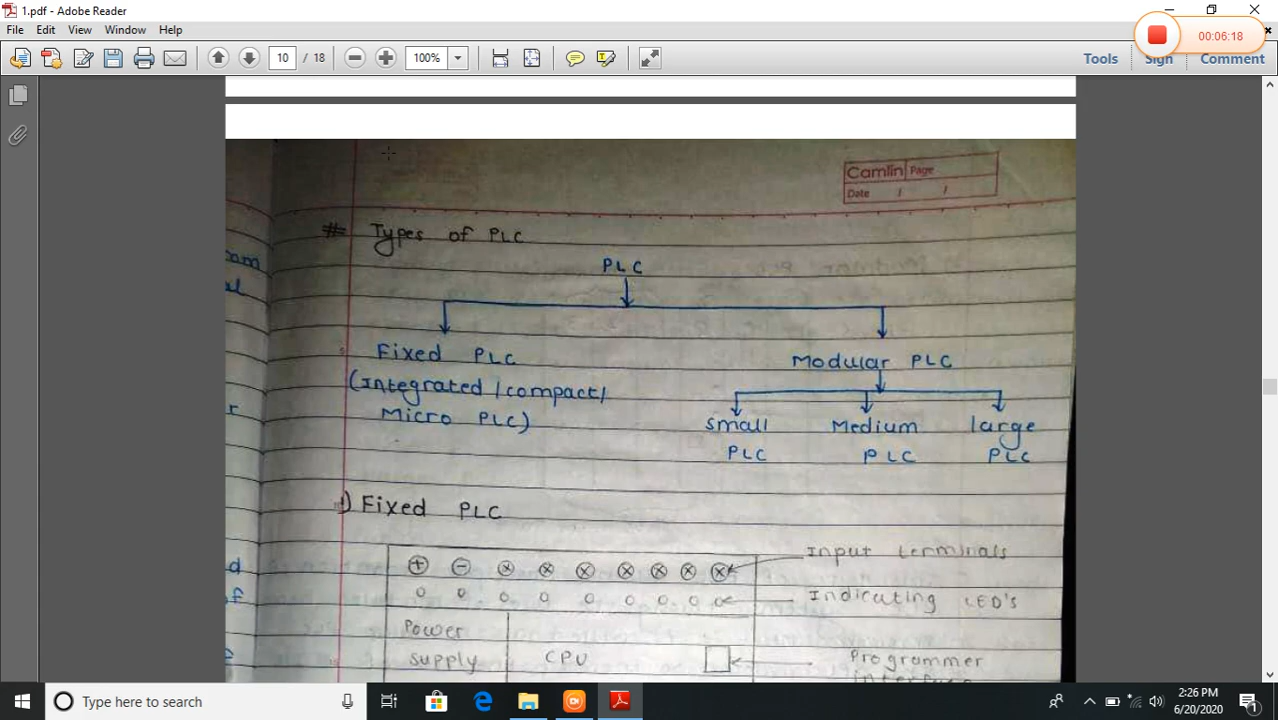 1.pdf - Adobe Reader
File Edit View Window Help
00:06:18
10 / 18 100% Tools Sign Comment
Camlin Page
Date / /
# Types of PLC
PLC
Fixed PLC Modular PLC
(Integrated / compact /
Micro PLC)
small Medium large
PLC PLC PLC
1) Fixed PLC
Input terminals
Indicating LED's
Power
supply CPU Programmer
interface
Type here to search
2:26 PM
6/20/2020